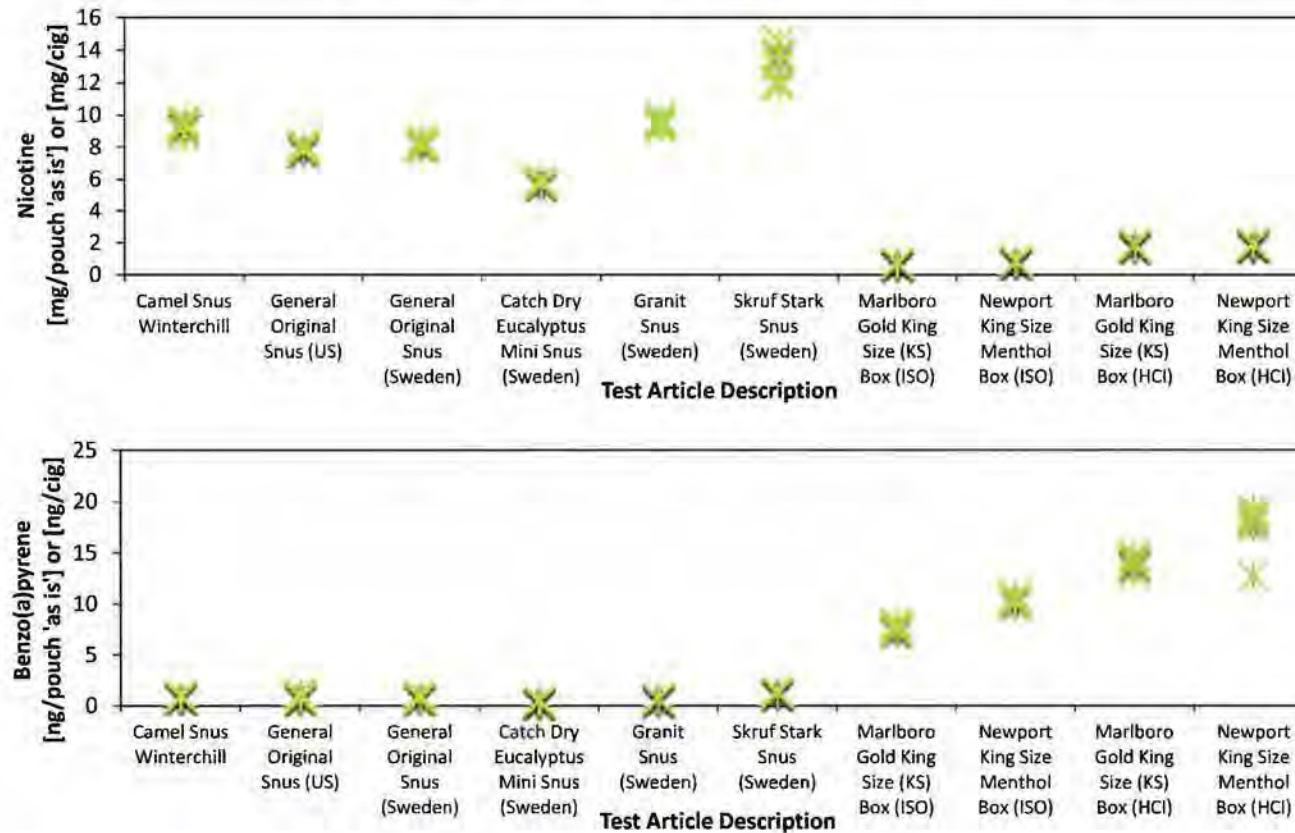 Nicotine
[mg/pouch 'as is'] or [mg/cig]
16
14
12
10
8
6
4
2
0
Camel Snus
Winterchill
General
Original
Snus (US)
General
Original
Snus
(Sweden)
Catch Dry
Eucalyptus
Mini Snus
(Sweden)
Granit
Snus
(Sweden)
Skruf Stark
Snus
(Sweden)
Marlboro
Gold King
Size (KS)
Box (ISO)
Newport
King Size
Menthol
Box (ISO)
Marlboro
Gold King
Size (KS)
Box (HCI)
Newport
King Size
Menthol
Box (HCI)
Test Article Description
Benzo(a)pyrene
[ng/pouch 'as is'] or [ng/cig]
25
20
15
10
5
0
Camel Snus
Winterchill
General
Original
Snus (US)
General
Original
Snus
(Sweden)
Catch Dry
Eucalyptus
Mini Snus
(Sweden)
Granit
Snus
(Sweden)
Skruf Stark
Snus
(Sweden)
Marlboro
Gold King
Size (KS)
Box (ISO)
Newport
King Size
Menthol
Box (ISO)
Marlboro
Gold King
Size (KS)
Box (HCI)
Newport
King Size
Menthol
Box (HCI)
Test Article Description